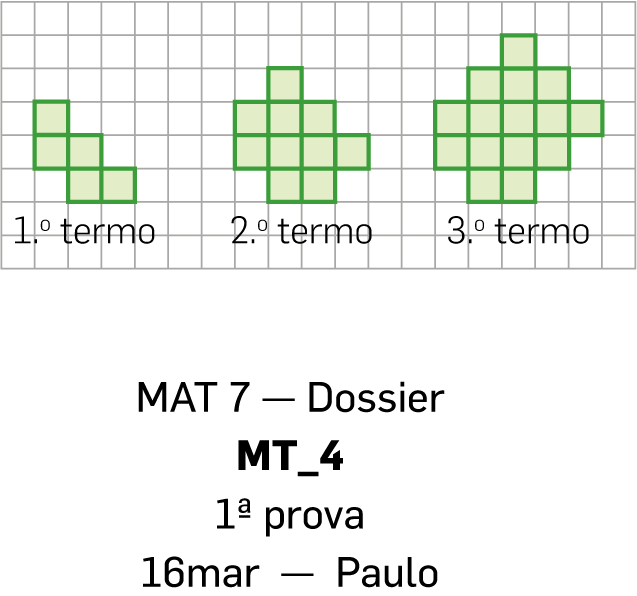 1.º termo 2.º termo 3.º termo
MAT 7 — Dossier
MT_4
1ª prova
16mar — Paulo